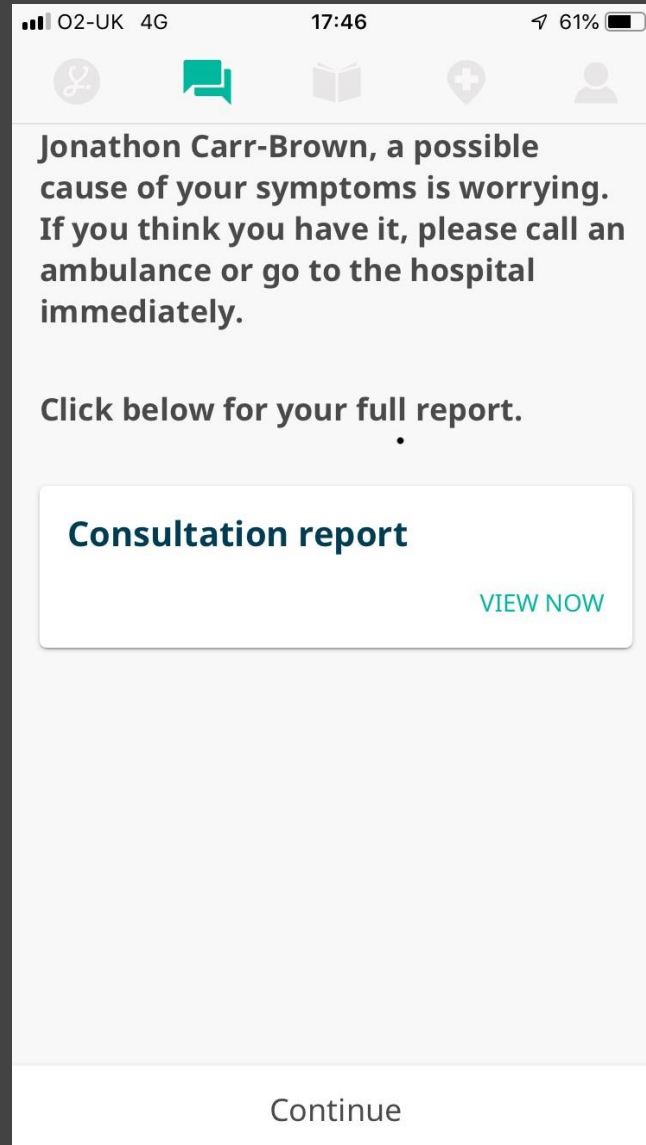 O2-UK 4G 17:46 61%
Jonathon Carr-Brown, a possible
cause of your symptoms is worrying.
If you think you have it, please call an
ambulance or go to the hospital
immediately.
Click below for your full report.
Consultation report
VIEW NOW
Continue